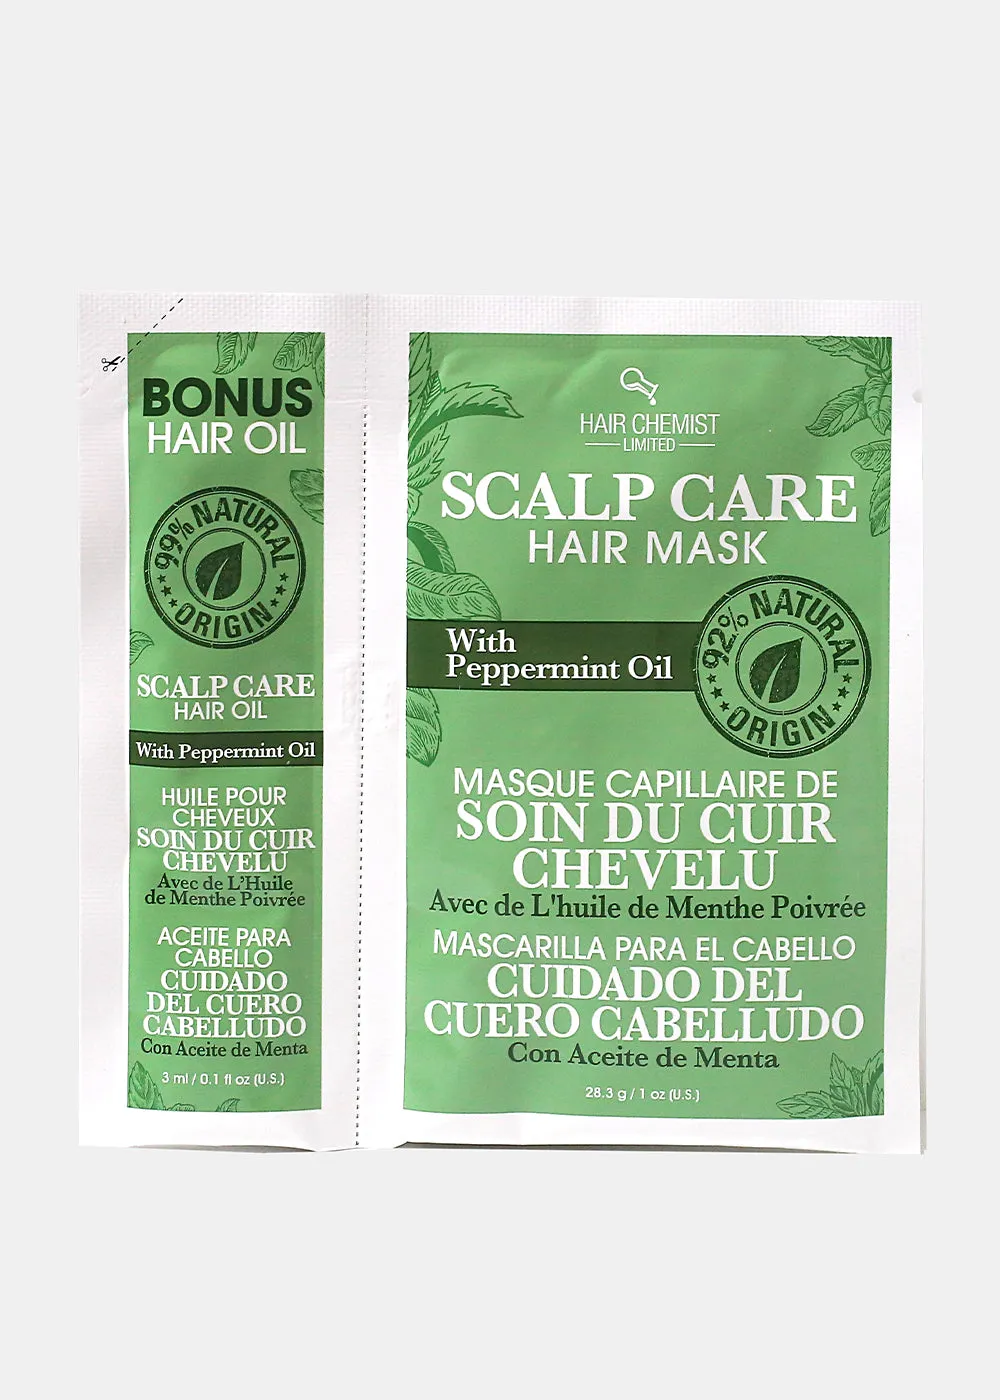 BONUS
HAIR OIL
99% NATURAL
ORIGIN
SCALP CARE
HAIR OIL
With Peppermint Oil
HUILE POUR
CHEVEUX
SOIN DU CUIR
CHEVELU
Avec de L'Huile
de Menthe Poivrée
ACEITE PARA
CABELLO
CUIDADO
DEL CUERO
CABELLUDO
Con Aceite de Menta
3 ml / 0.1 fl oz (U.S.)
HAIR CHEMIST
LIMITED
SCALP CARE
HAIR MASK
With
Peppermint Oil
92% NATURAL
ORIGIN
MASQUE CAPILLAIRE DE
SOIN DU CUIR
CHEVELU
Avec de L'huile de Menthe Poivrée
MASCARILLA PARA EL CABELLO
CUIDADO DEL
CUERO CABELLUDO
Con Aceite de Menta
28.3 g / 1 oz (U.S.)